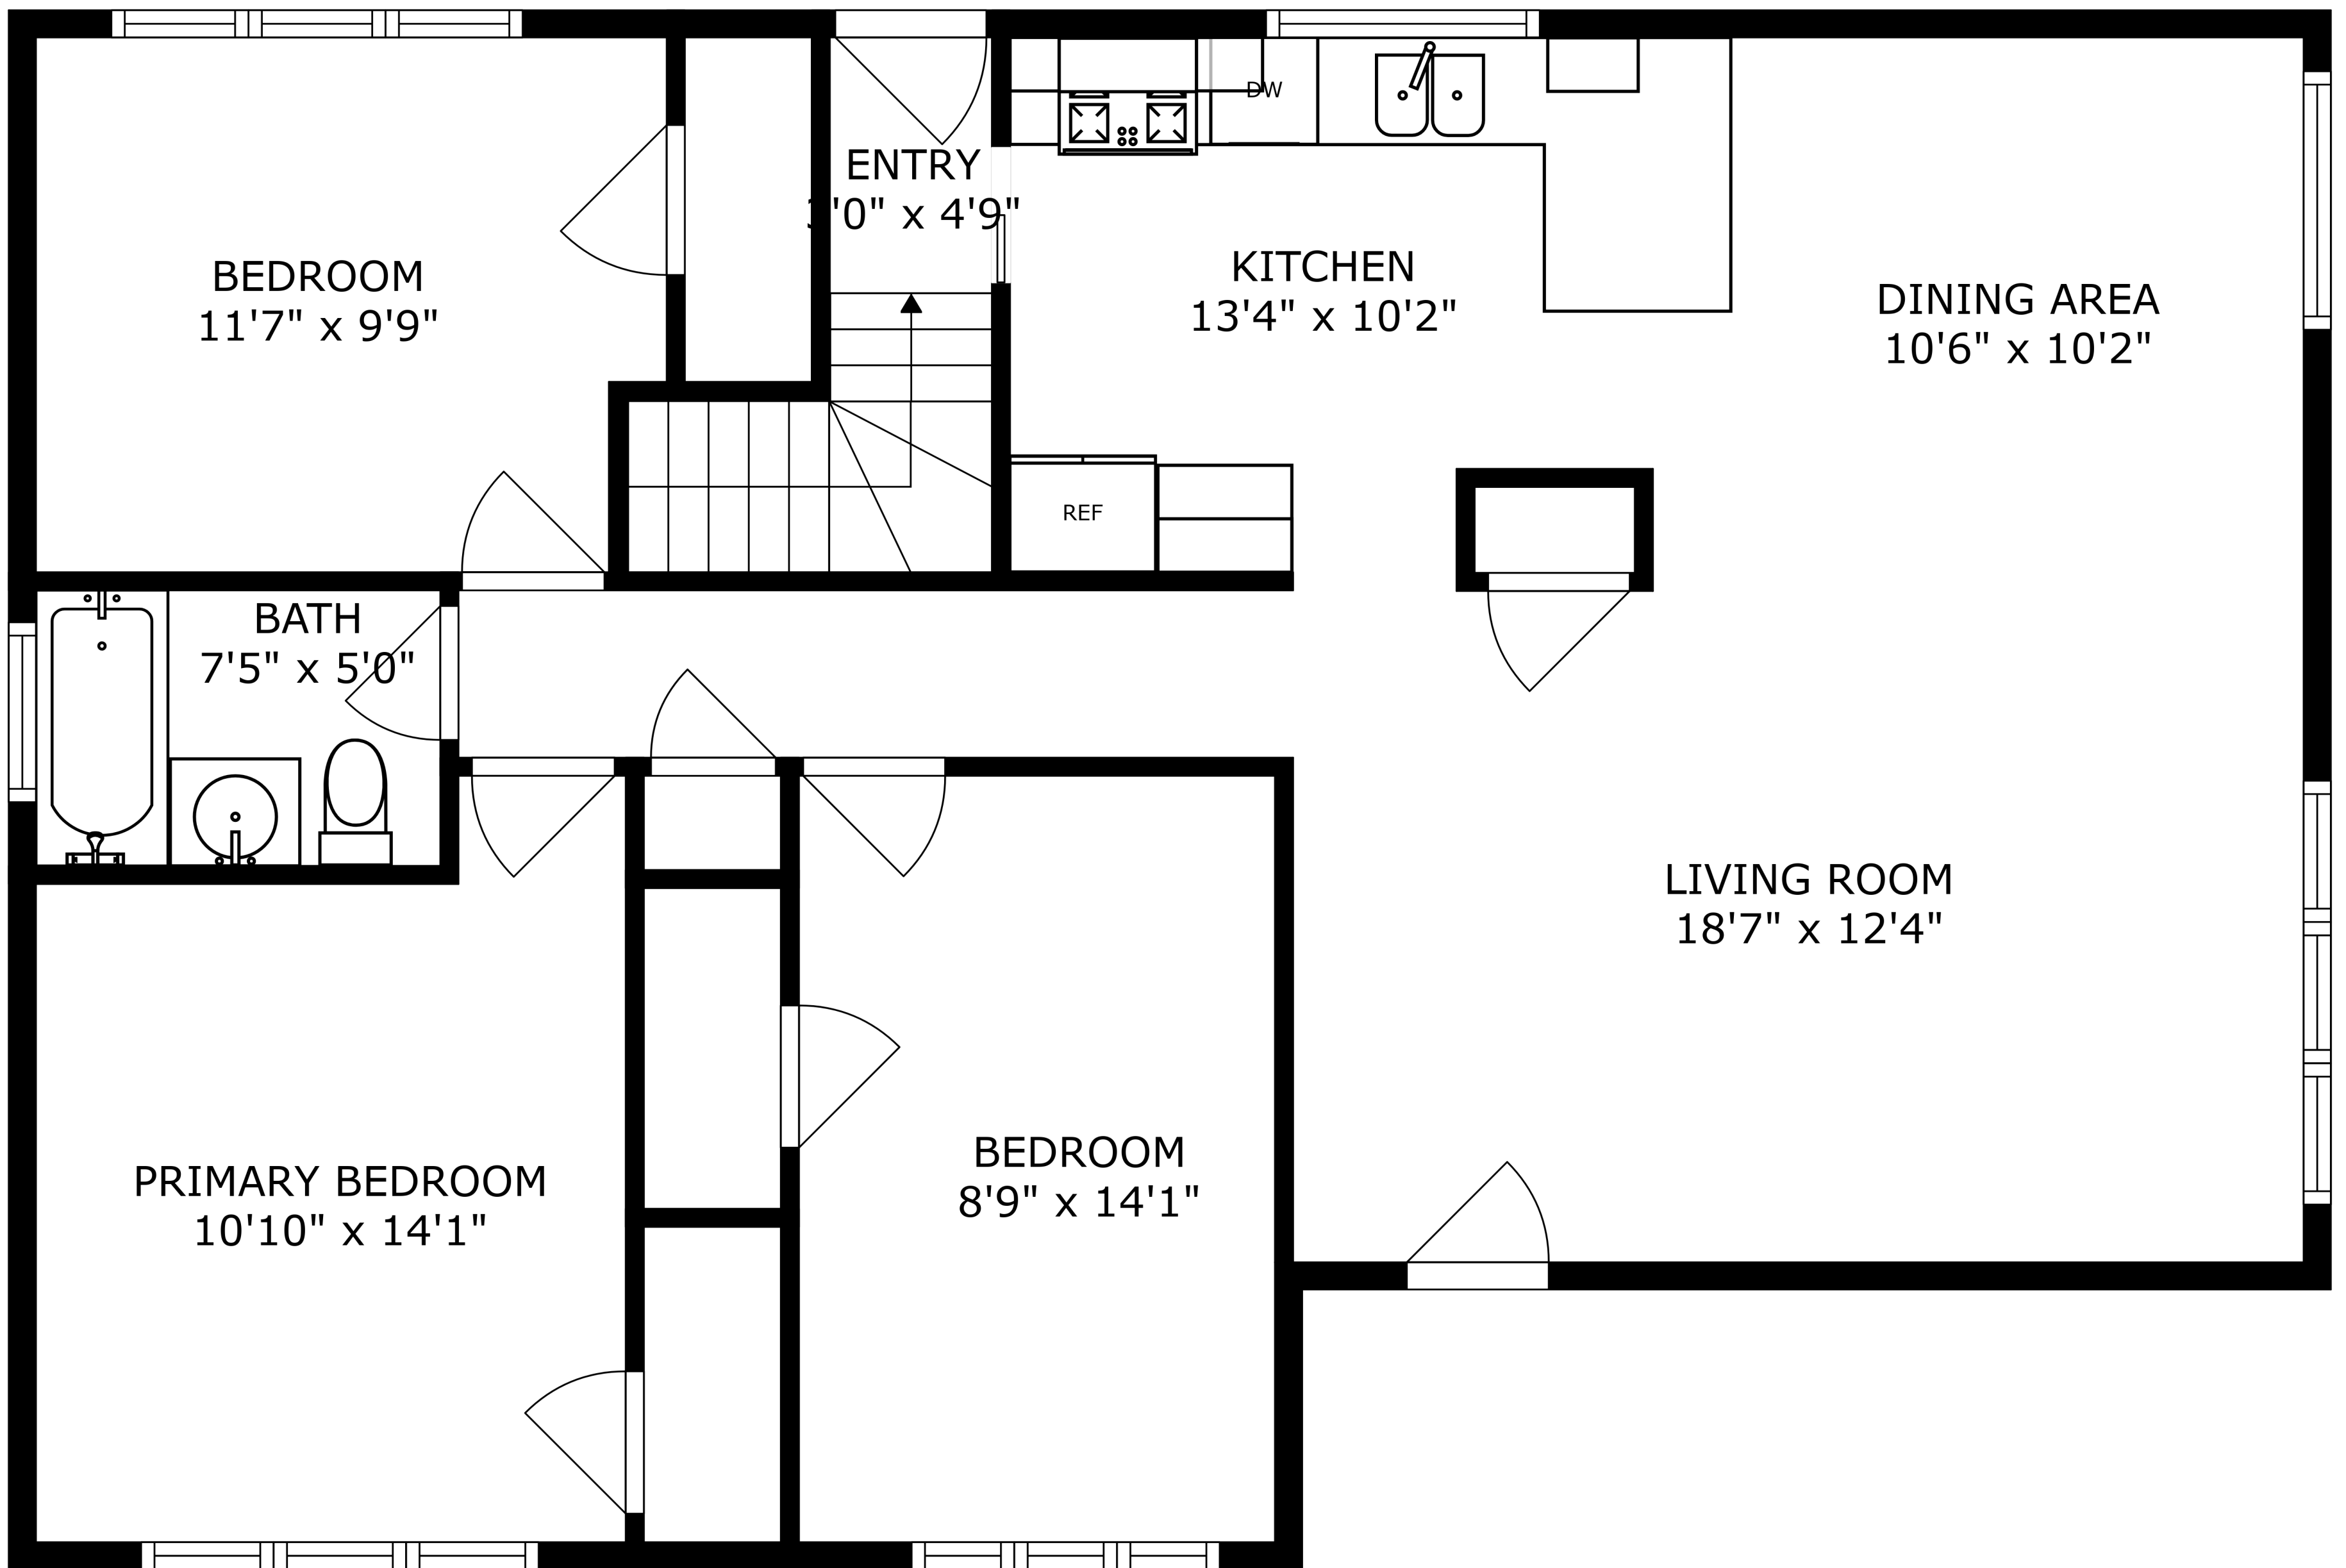 DW
ENTRY
3'0" x 4'9"
KITCHEN
13'4" x 10'2"
BEDROOM
11'7" x 9'9"
DINING AREA
10'6" x 10'2"
REF
BATH
7'5" x 5'0"
LIVING ROOM
18'7" x 12'4"
BEDROOM
8'9" x 14'1"
PRIMARY BEDROOM
10'10" x 14'1"